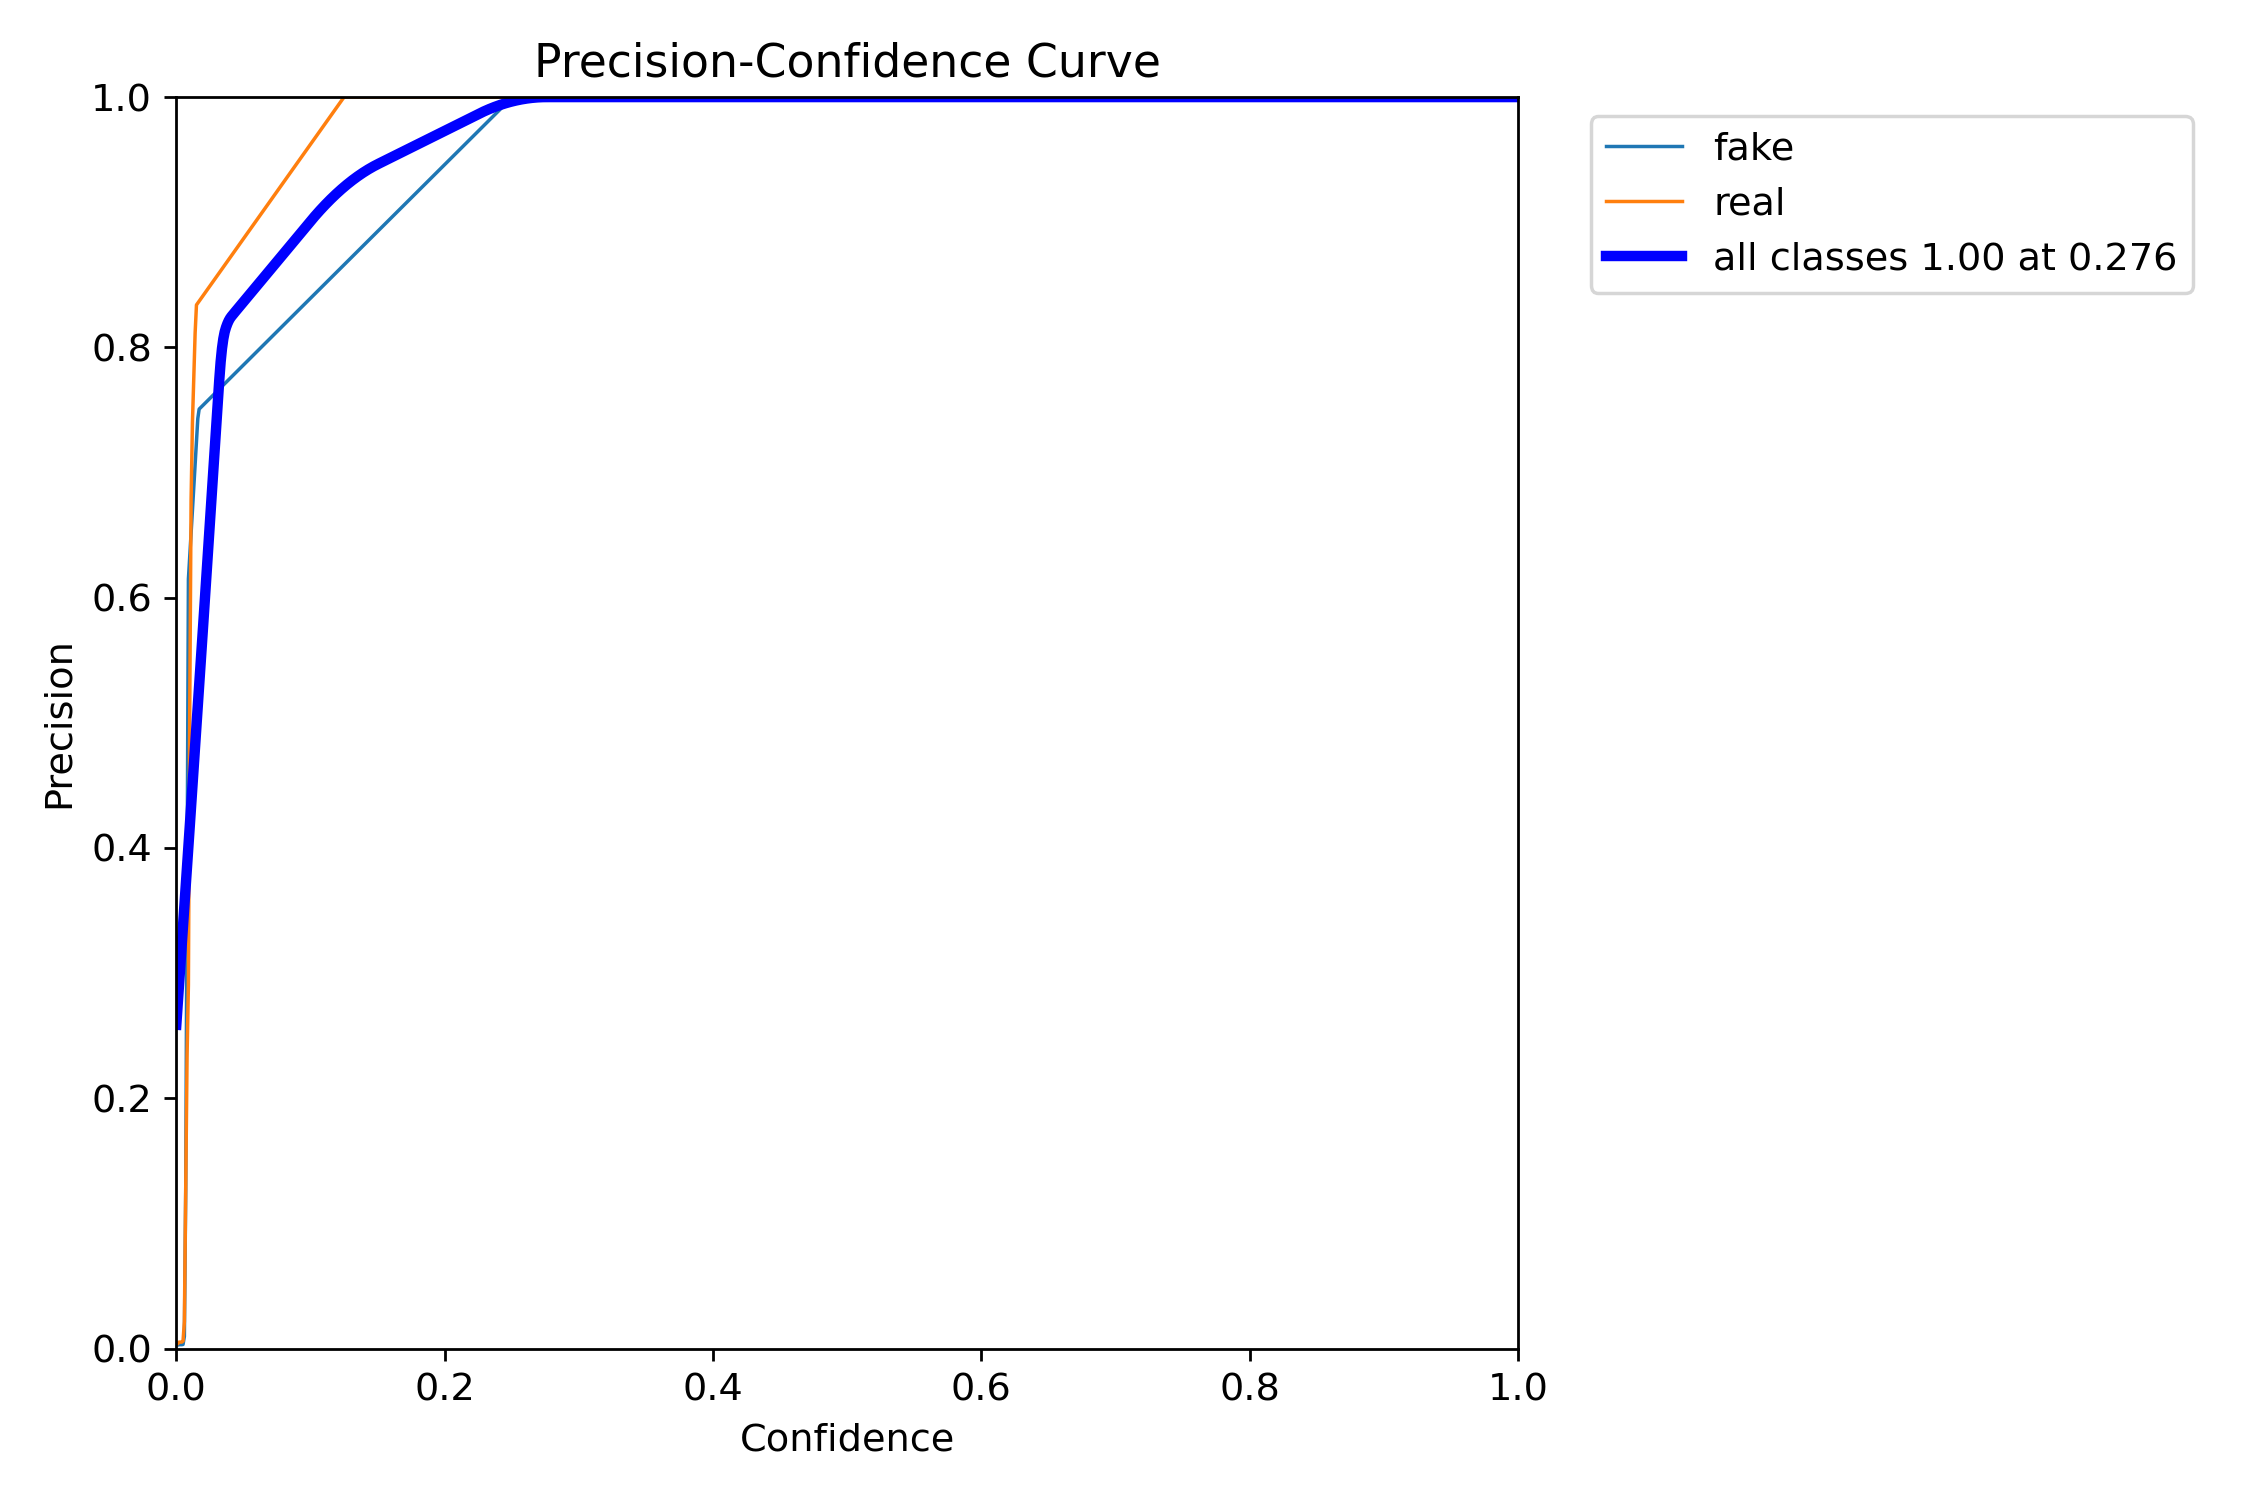 Precision-Confidence Curve
1.0
0.8
0.6
0.4
0.2
0.0
Precision
0.0 0.2 0.4 0.6 0.8 1.0
Confidence
fake
real
all classes 1.00 at 0.276